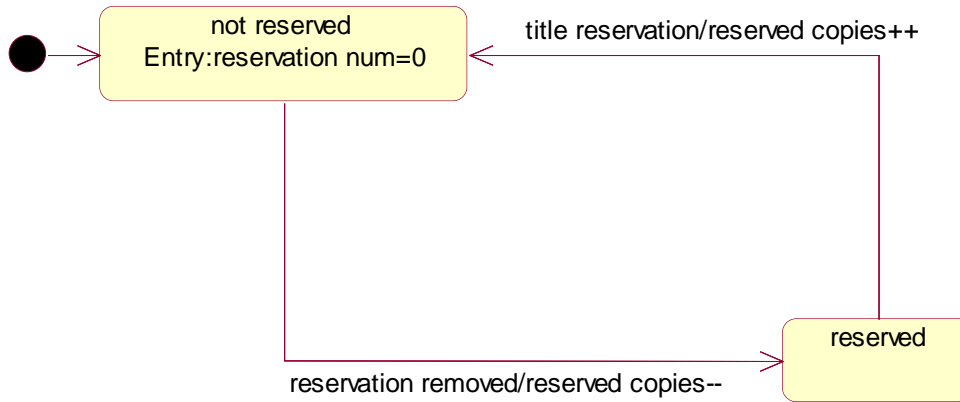 not reserved
Entry:reservation num=0
title reservation/reserved copies++
reserved
reservation removed/reserved copies--